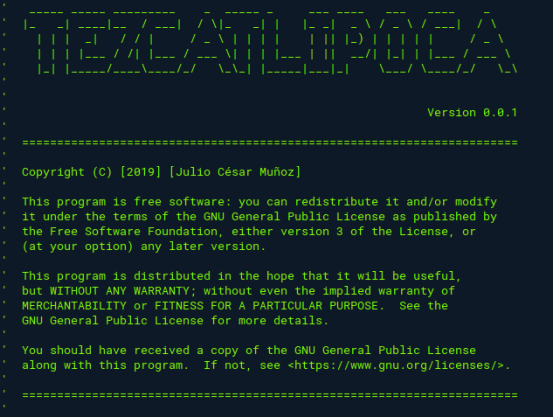 TEZCATLIPOCA
Version 0.0.1
======================================================================
Copyright (C) [2019] [Julio César Muñoz]
This program is free software: you can redistribute it and/or modify
it under the terms of the GNU General Public License as published by
the Free Software Foundation, either version 3 of the License, or
(at your option) any later version.
This program is distributed in the hope that it will be useful,
but WITHOUT ANY WARRANTY; without even the implied warranty of
MERCHANTABILITY or FITNESS FOR A PARTICULAR PURPOSE.  See the
GNU General Public License for more details.
You should have received a copy of the GNU General Public License
along with this program.  If not, see <https://www.gnu.org/licenses/>.
======================================================================